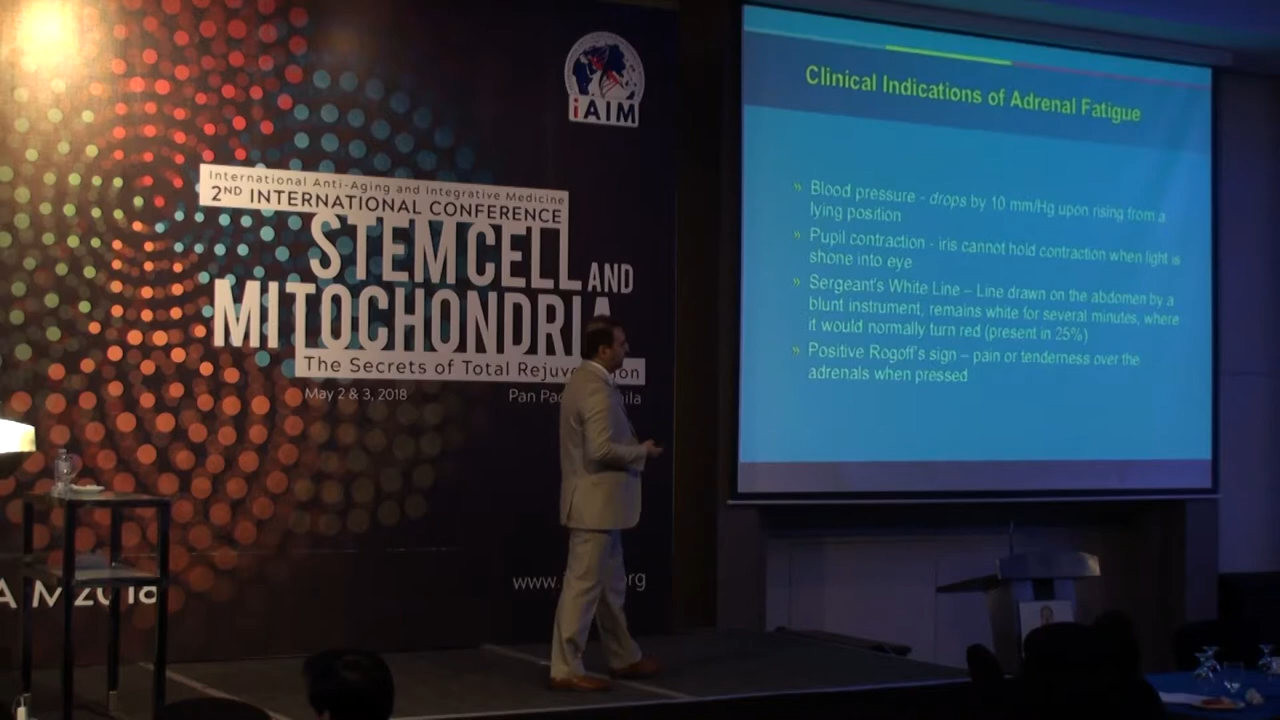 iAIM
International Anti-Aging and Integrative Medicine
2ND INTERNATIONAL CONFERENCE
STEMCELL AND
MITOCHONDRIA
The Secrets of Total
May 2 & 3, 2018
Pan
www.
2018
Clinical Indications of Adrenal Fatigue
» Blood pressure - drops by 10 mm/Hg upon rising from a
lying position
» Pupil contraction - iris cannot hold contraction when light is
shone into eye
» Sergeant's White Line – Line drawn on the abdomen by a
blunt instrument, remains white for several minutes, where
it would normally turn red (present in 25%)
» Positive Rogoff's sign – pain or tenderness over the
adrenals when pressed